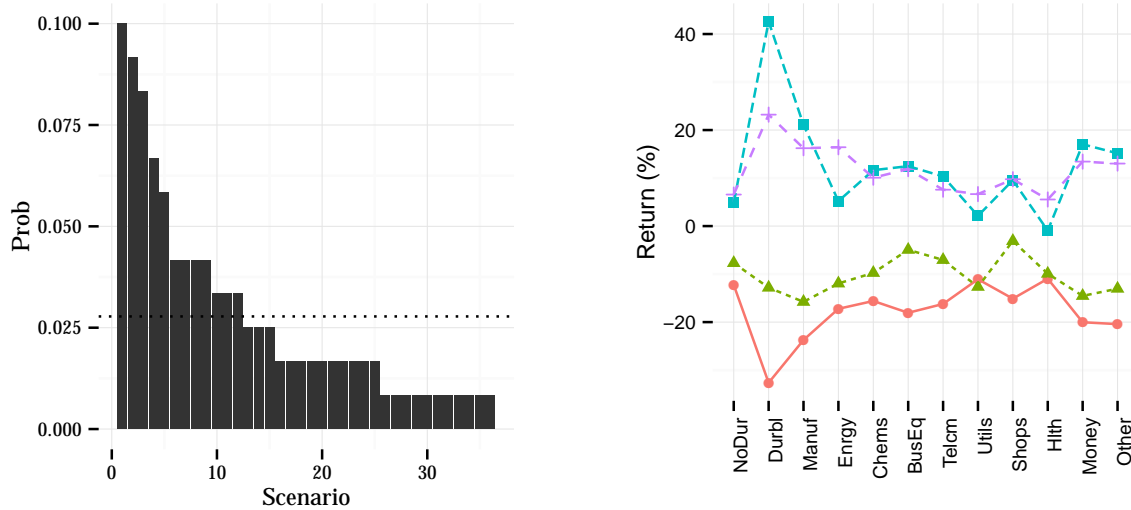 0.100
0.075
0.050
0.025
0.000
Prob
0 10 20 30
Scenario
40
20
0
−20
Return (%)
NoDur
Durbl
Manuf
Enrgy
Chems
BusEq
Telcm
Utils
Shops
Hlth
Money
Other